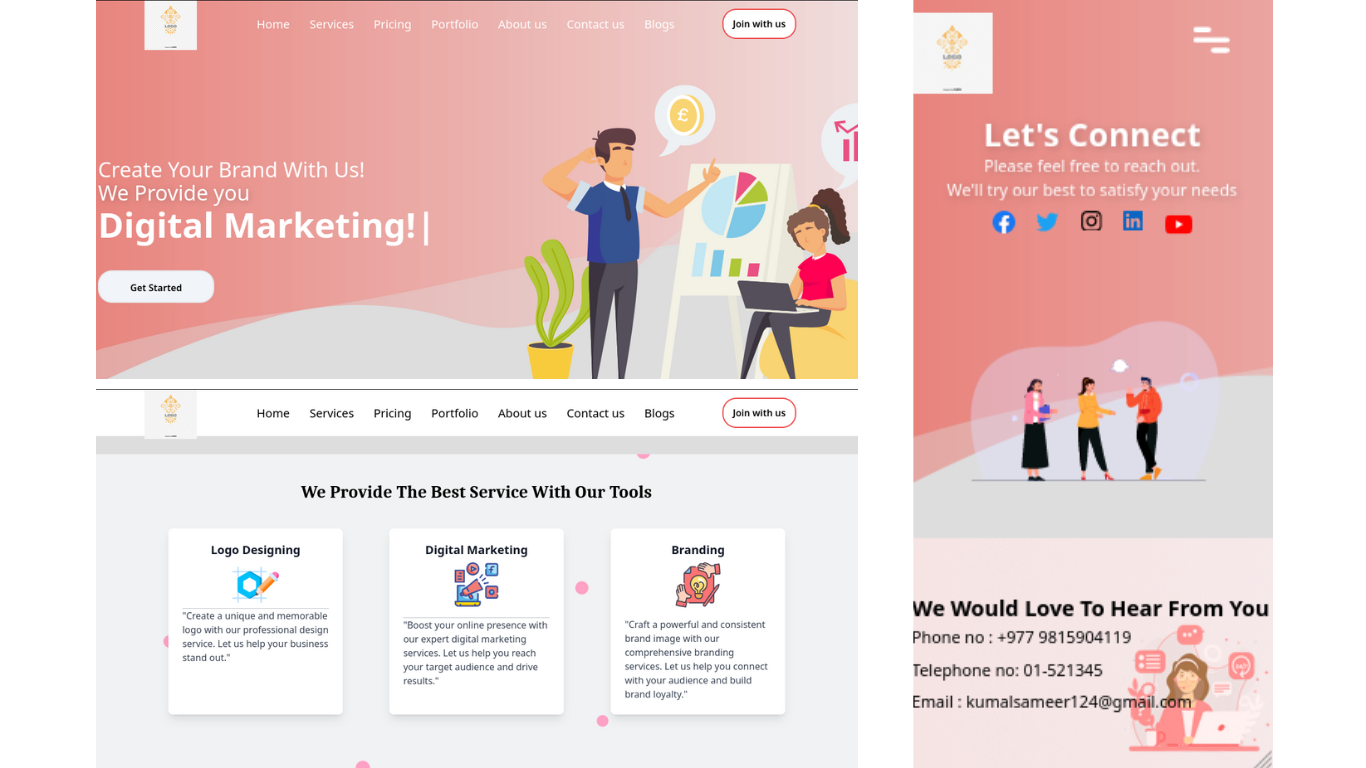 LOGO
Home Services Pricing Portfolio About us Contact us Blogs Join with us
Create Your Brand With Us!
We Provide you
Digital Marketing!|
Get Started
£
LOGO
Home Services Pricing Portfolio About us Contact us Blogs Join with us
We Provide The Best Service With Our Tools
Logo Designing
"Create a unique and memorable
logo with our professional design
service. Let us help your business
stand out."
Digital Marketing
"Boost your online presence with
our expert digital marketing
services. Let us help you reach
your target audience and drive
results."
Branding
"Craft a powerful and consistent
brand image with our
comprehensive branding
services. Let us help you connect
with your audience and build
brand loyalty."
LOGO
Let's Connect
Please feel free to reach out.
We'll try our best to satisfy your needs
We Would Love To Hear From You
Phone no : +977 9815904119
Telephone no: 01-521345
Email : kumalsameer124@gmail.com